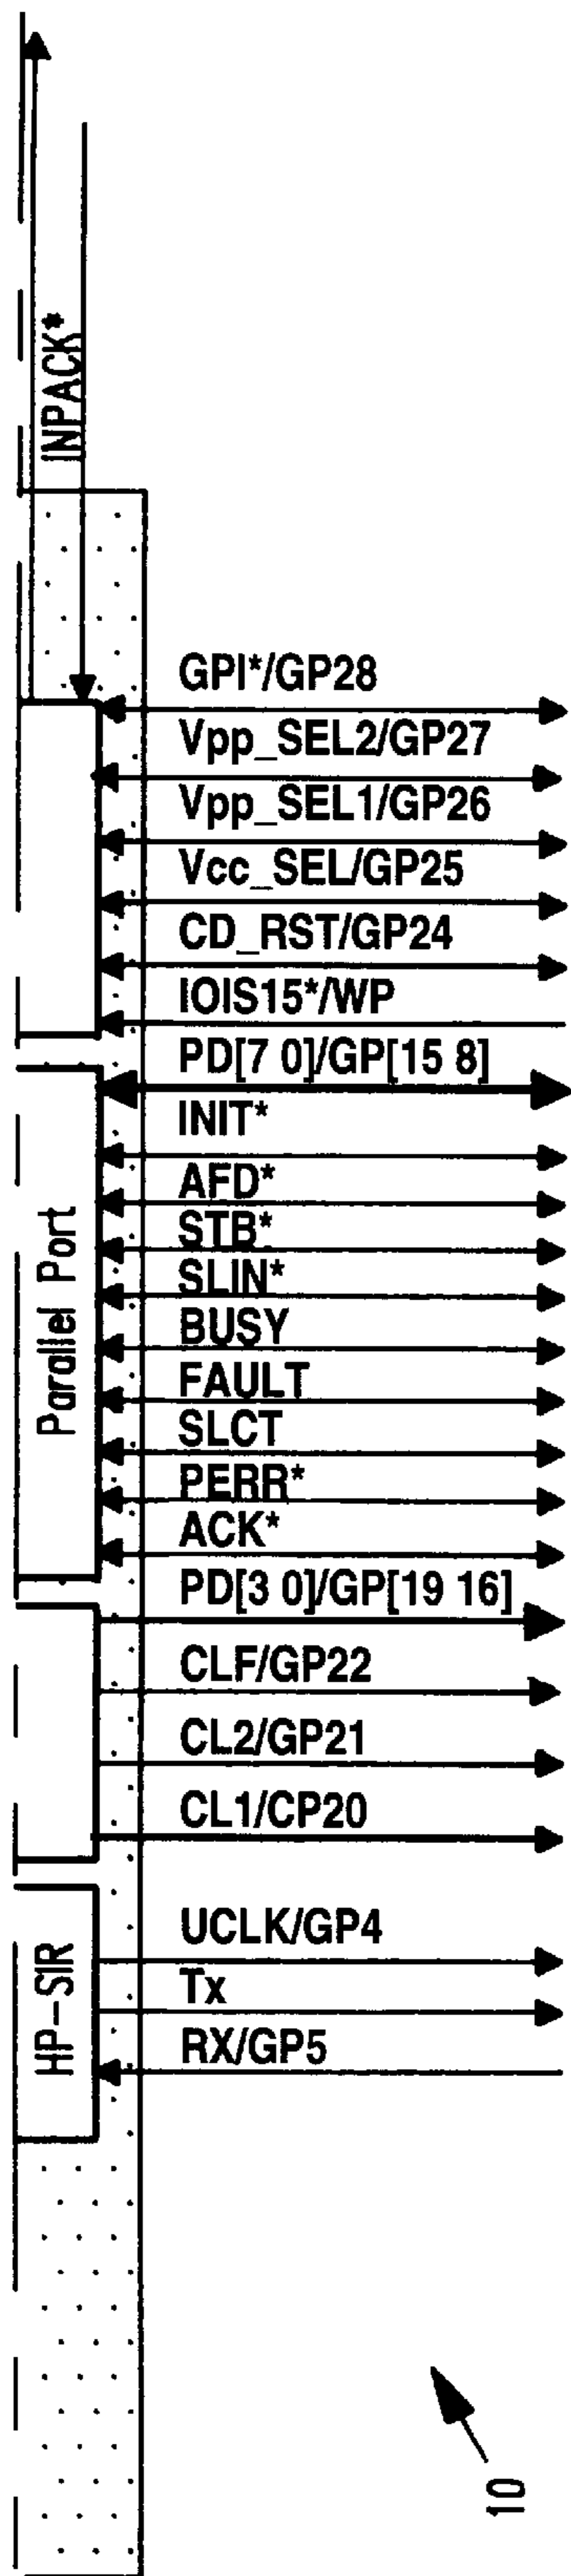 INPACK*
GPI*/GP28
Vpp_SEL2/GP27
Vpp_SEL1/GP26
Vcc_SEL/GP25
CD_RST/GP24
IOIS15*/WP
PD[7 0]/GP[15 8]
INIT*
AFD*
STB*
SLIN*
BUSY
FAULT
SLCT
PERR*
ACK*
Parallel Port
PD[3 0]/GP[19 16]
CLF/GP22
CL2/GP21
CL1/CP20
HP-SIR
UCLK/GP4
Tx
RX/GP5
10